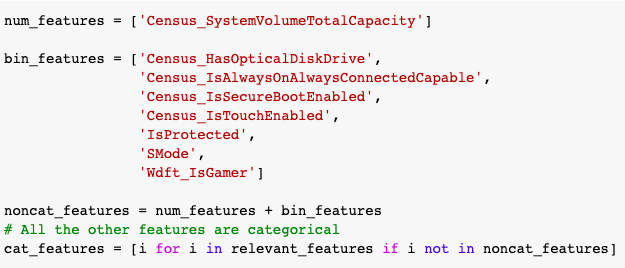 num_features = ['Census_SystemVolumeTotalCapacity']
bin_features = ['Census_HasOpticalDiskDrive',
'Census_IsAlwaysOnAlwaysConnectedCapable',
'Census_IsSecureBootEnabled',
'Census_IsTouchEnabled',
'IsProtected',
'SMode',
'Wdft_IsGamer']
noncat_features = num_features + bin_features
# All the other features are categorical
cat_features = [i for i in relevant_features if i not in noncat_features]